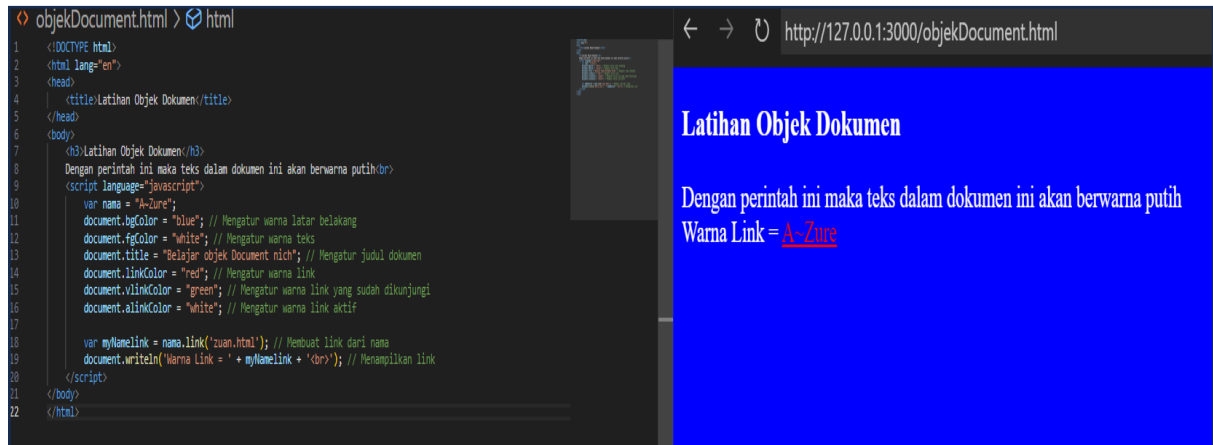 objekDocument.html > html
1 <!DOCTYPE html>
2 <html lang="en">
3 <head>
4 <title>Latihan Objek Dokumen</title>
5 </head>
6 <body>
7 <h3>Latihan Objek Dokumen</h3>
8 Dengan perintah ini maka teks dalam dokumen ini akan berwarna putih<br>
9 <script language="javascript">
10 var nama = "A~Zure";
11 document.bgColor = "blue"; // Mengatur warna latar belakang
12 document.fgColor = "white"; // Mengatur warna teks
13 document.title = "Belajar objek Document nich"; // Mengatur judul dokumen
14 document.linkColor = "red"; // Mengatur warna link
15 document.vlinkColor = "green"; // Mengatur warna link yang sudah dikunjungi
16 document.alinkColor = "white"; // Mengatur warna link aktif
17
18 var myNamelink = nama.link('zuan.html'); // Membuat link dari nama
19 document.writeln('Warna Link = ' + myNamelink + '<br>'); // Menampilkan link
20 </script>
21 </body>
22 </html>
http://127.0.0.1:3000/objekDocument.html
Latihan Objek Dokumen
Dengan perintah ini maka teks dalam dokumen ini akan berwarna putih
Warna Link = A~Zure